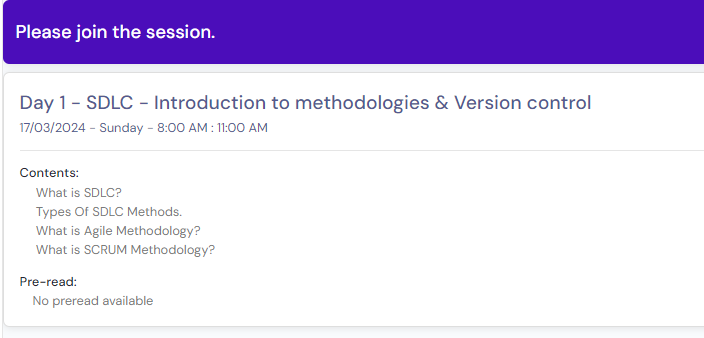 Please join the session.
Day 1 - SDLC - Introduction to methodologies & Version control
17/03/2024 - Sunday - 8:00 AM : 11:00 AM
Contents:
What is SDLC?
Types Of SDLC Methods.
What is Agile Methodology?
What is SCRUM Methodology?
Pre-read:
No preread available